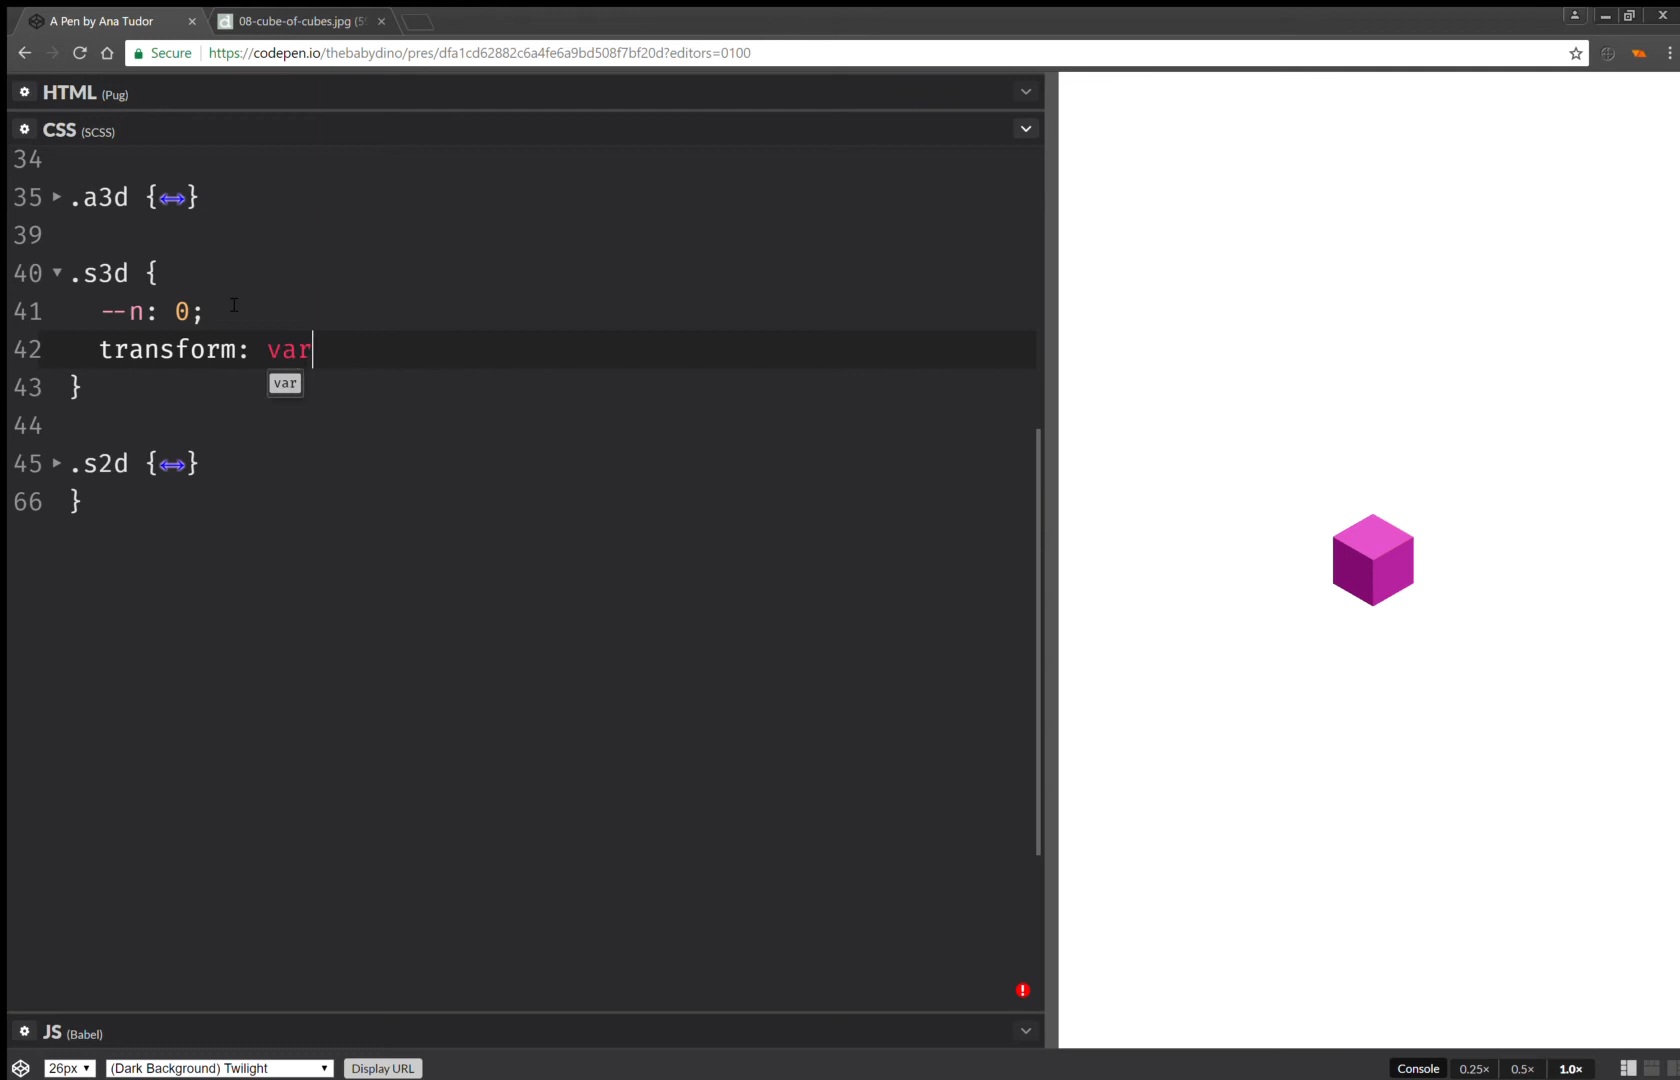 A Pen by Ana Tudor
08-cube-of-cubes.jpg (5
Secure https://codepen.io/thebabydino/pres/dfa1cd62882c6a4fe6a9bd508f7bf20d?editors=0100
HTML (Pug)
CSS (SCSS)
34
35 .a3d {↔}
39
40 .s3d {
41 --n: 0;
42 transform: var
var
43 }
44
45 .s2d {↔}
66 }
JS (Babel)
26px (Dark Background) Twilight Display URL Console 0.25× 0.5× 1.0×